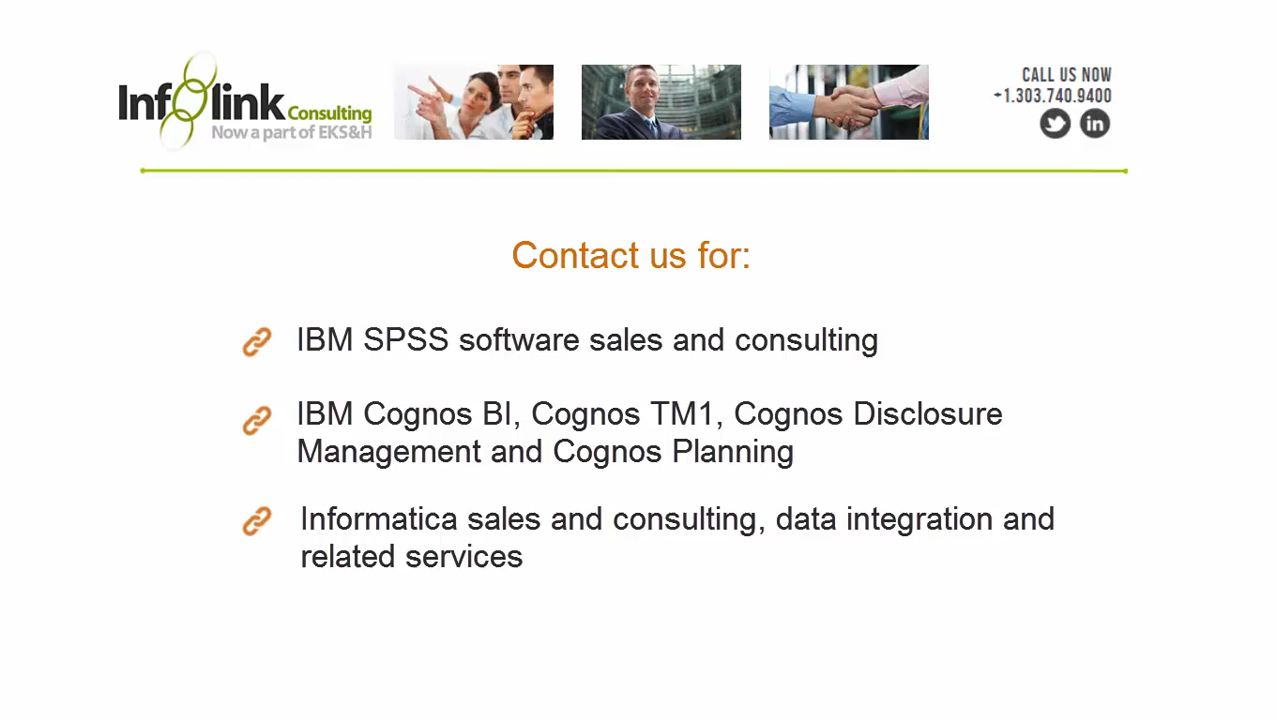 Infolink Consulting
Now a part of EKS&H
CALL US NOW
+1.303.740.9400
in
Contact us for:
IBM SPSS software sales and consulting
IBM Cognos BI, Cognos TM1, Cognos Disclosure
Management and Cognos Planning
Informatica sales and consulting, data integration and
related services